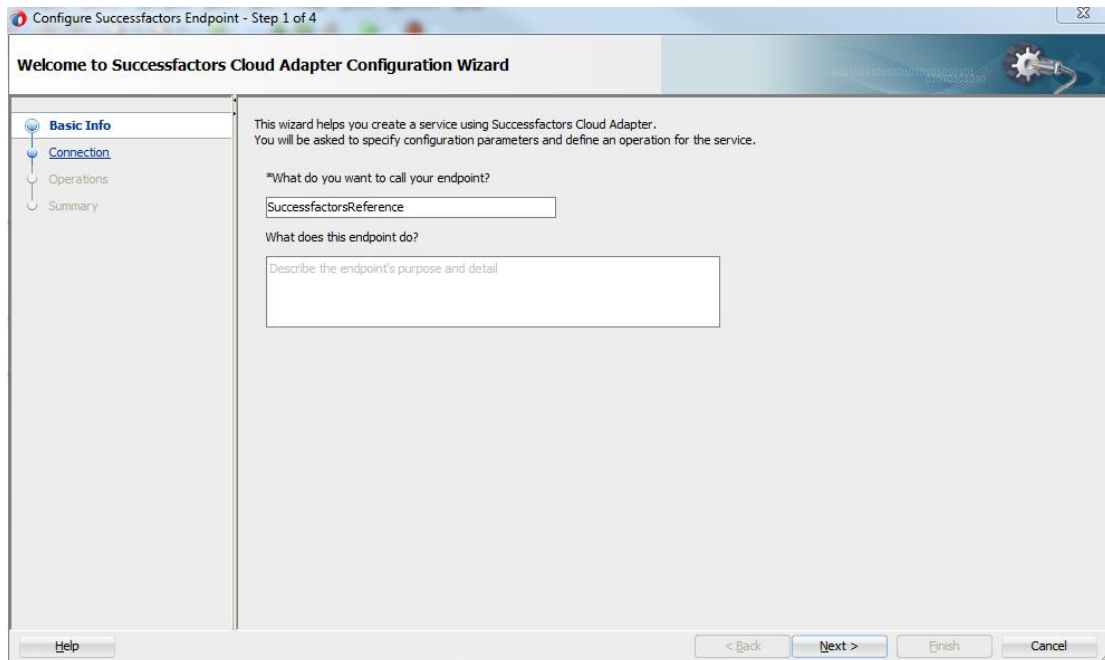 Configure Successfactors Endpoint - Step 1 of 4
Welcome to Successfactors Cloud Adapter Configuration Wizard
Basic Info
Connection
Operations
Summary
This wizard helps you create a service using Successfactors Cloud Adapter.
You will be asked to specify configuration parameters and define an operation for the service.
*What do you want to call your endpoint?
SuccessfactorsReference
What does this endpoint do?
Describe the endpoint's purpose and detail
Help
< Back
Next >
Finish
Cancel